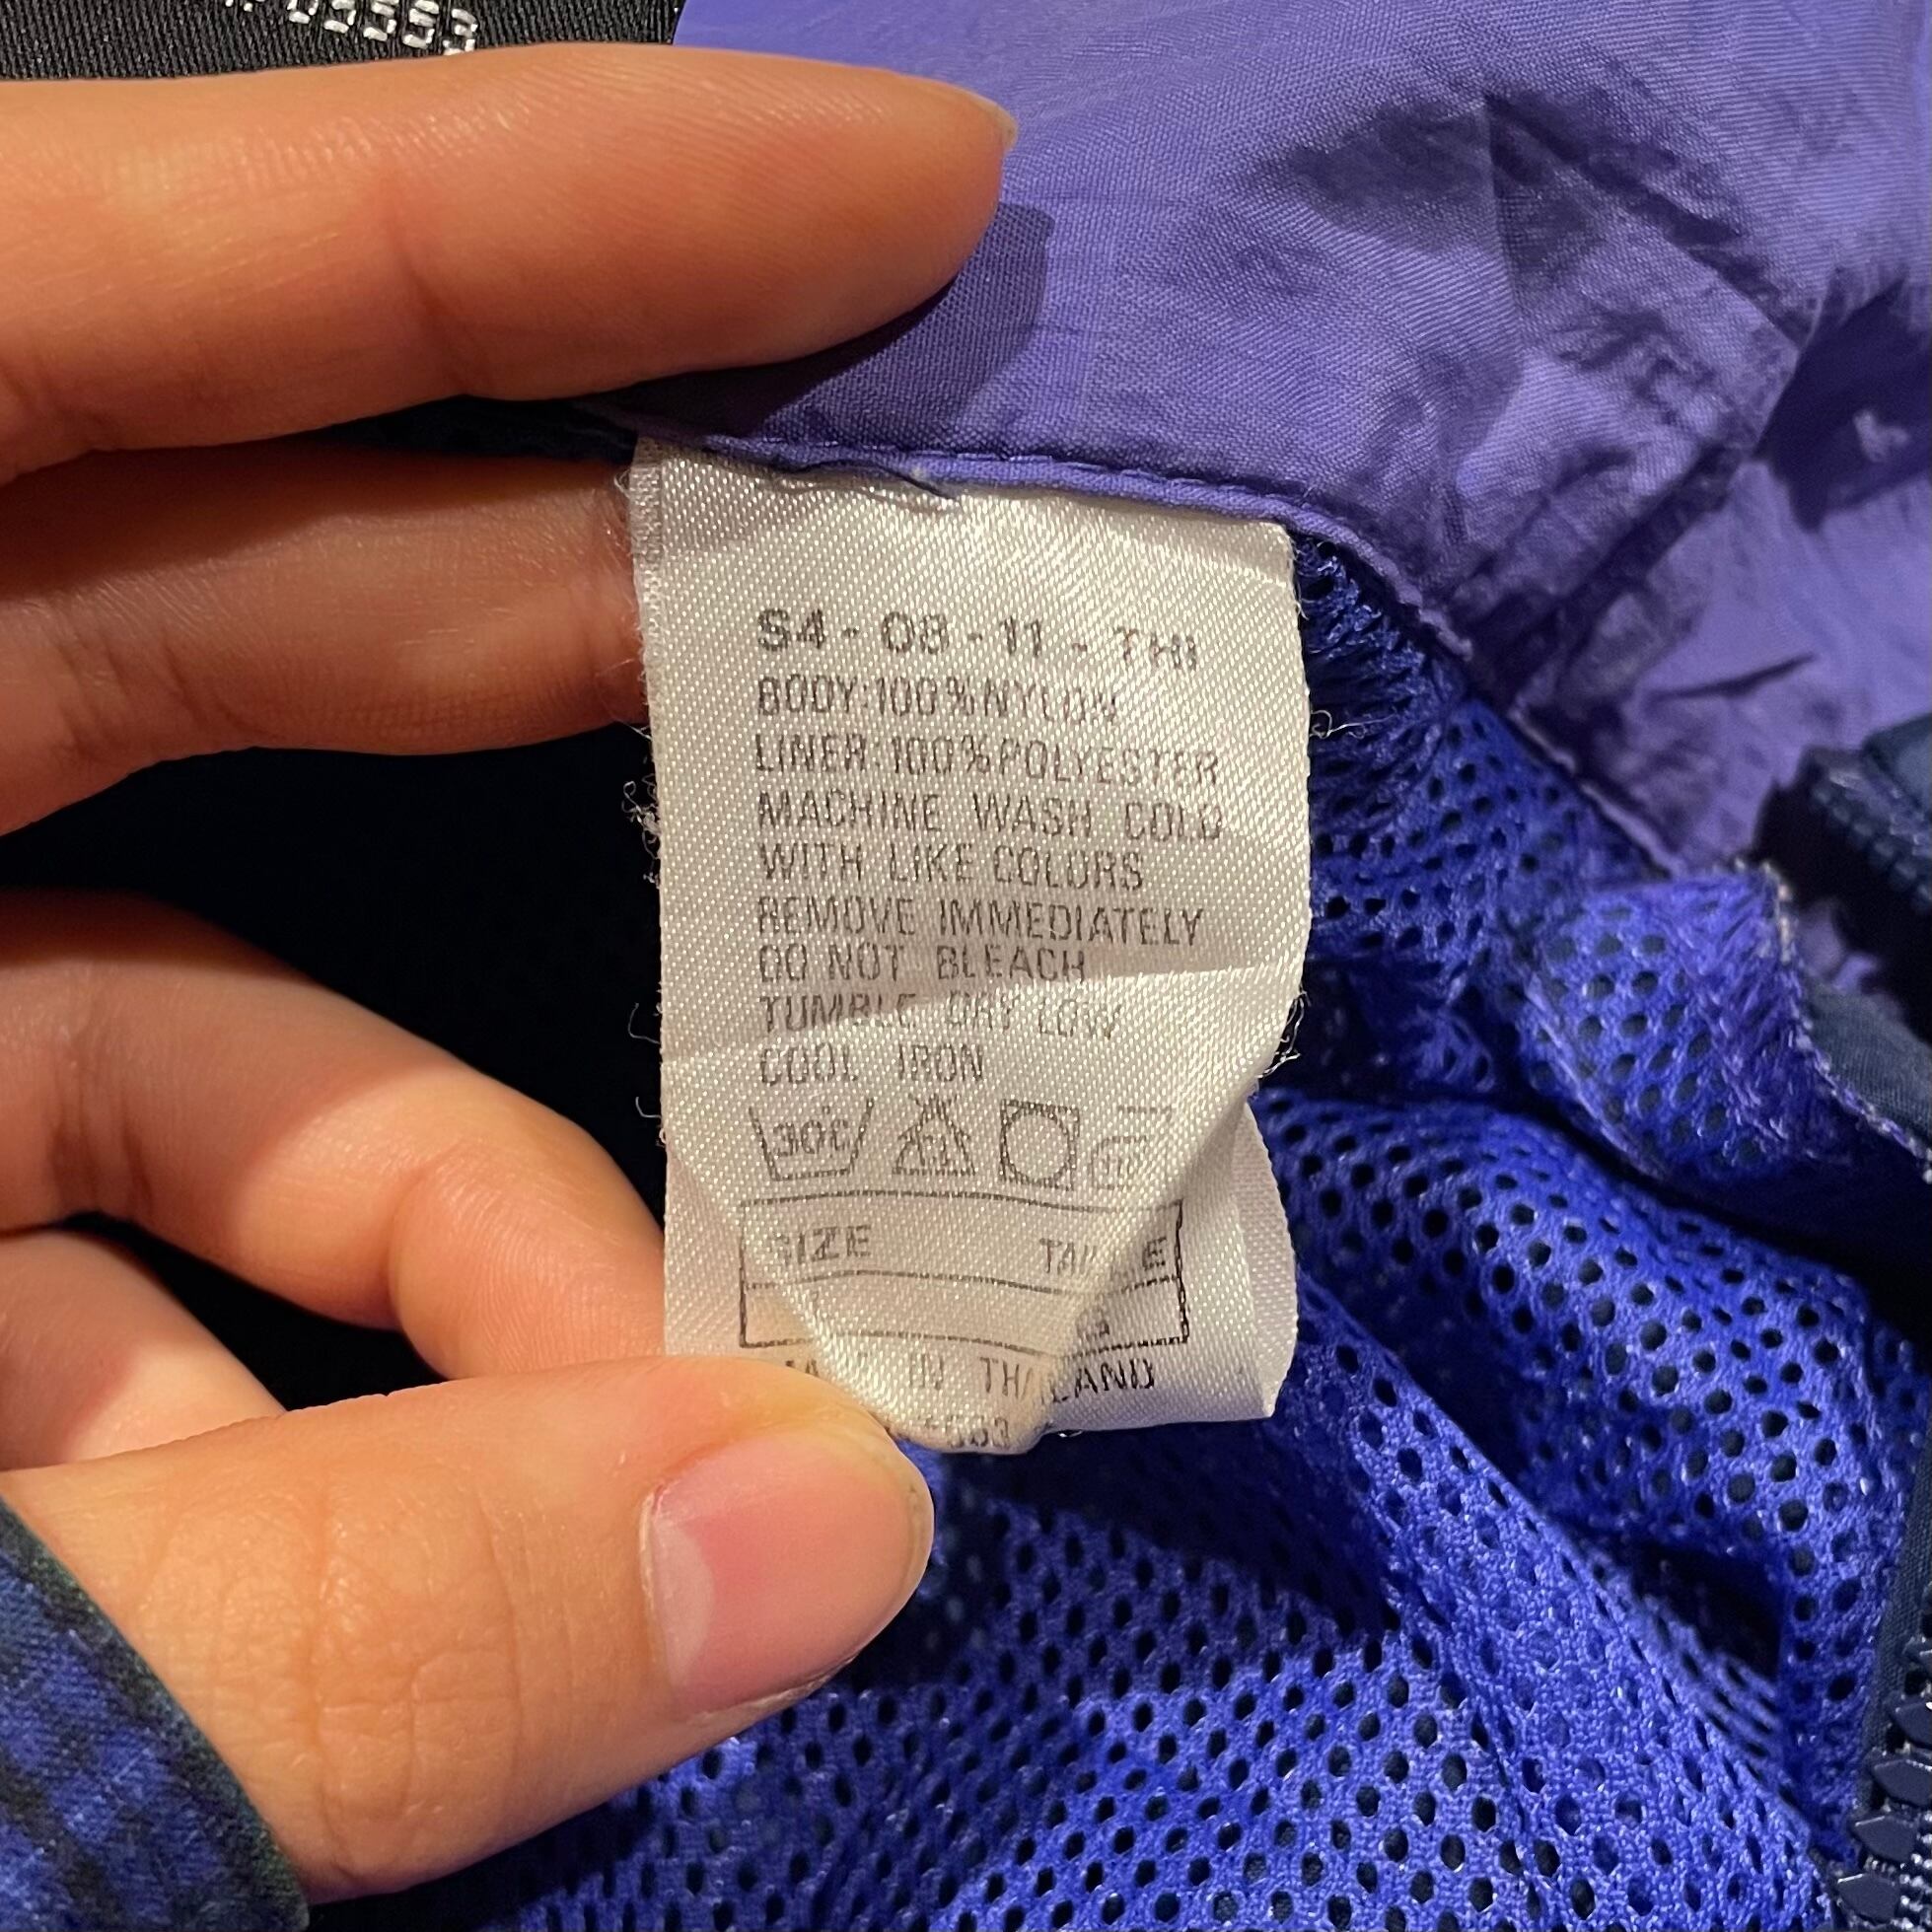 S4 - 08 - 11 - THI
BODY:100%NYLON
LINER:100%POLYESTER
MACHINE WASH COLD
WITH LIKE COLORS
REMOVE IMMEDIATELY
DO NOT BLEACH
TUMBLE DRY LOW
COOL IRON
30C
SIZE
IN THAILAND